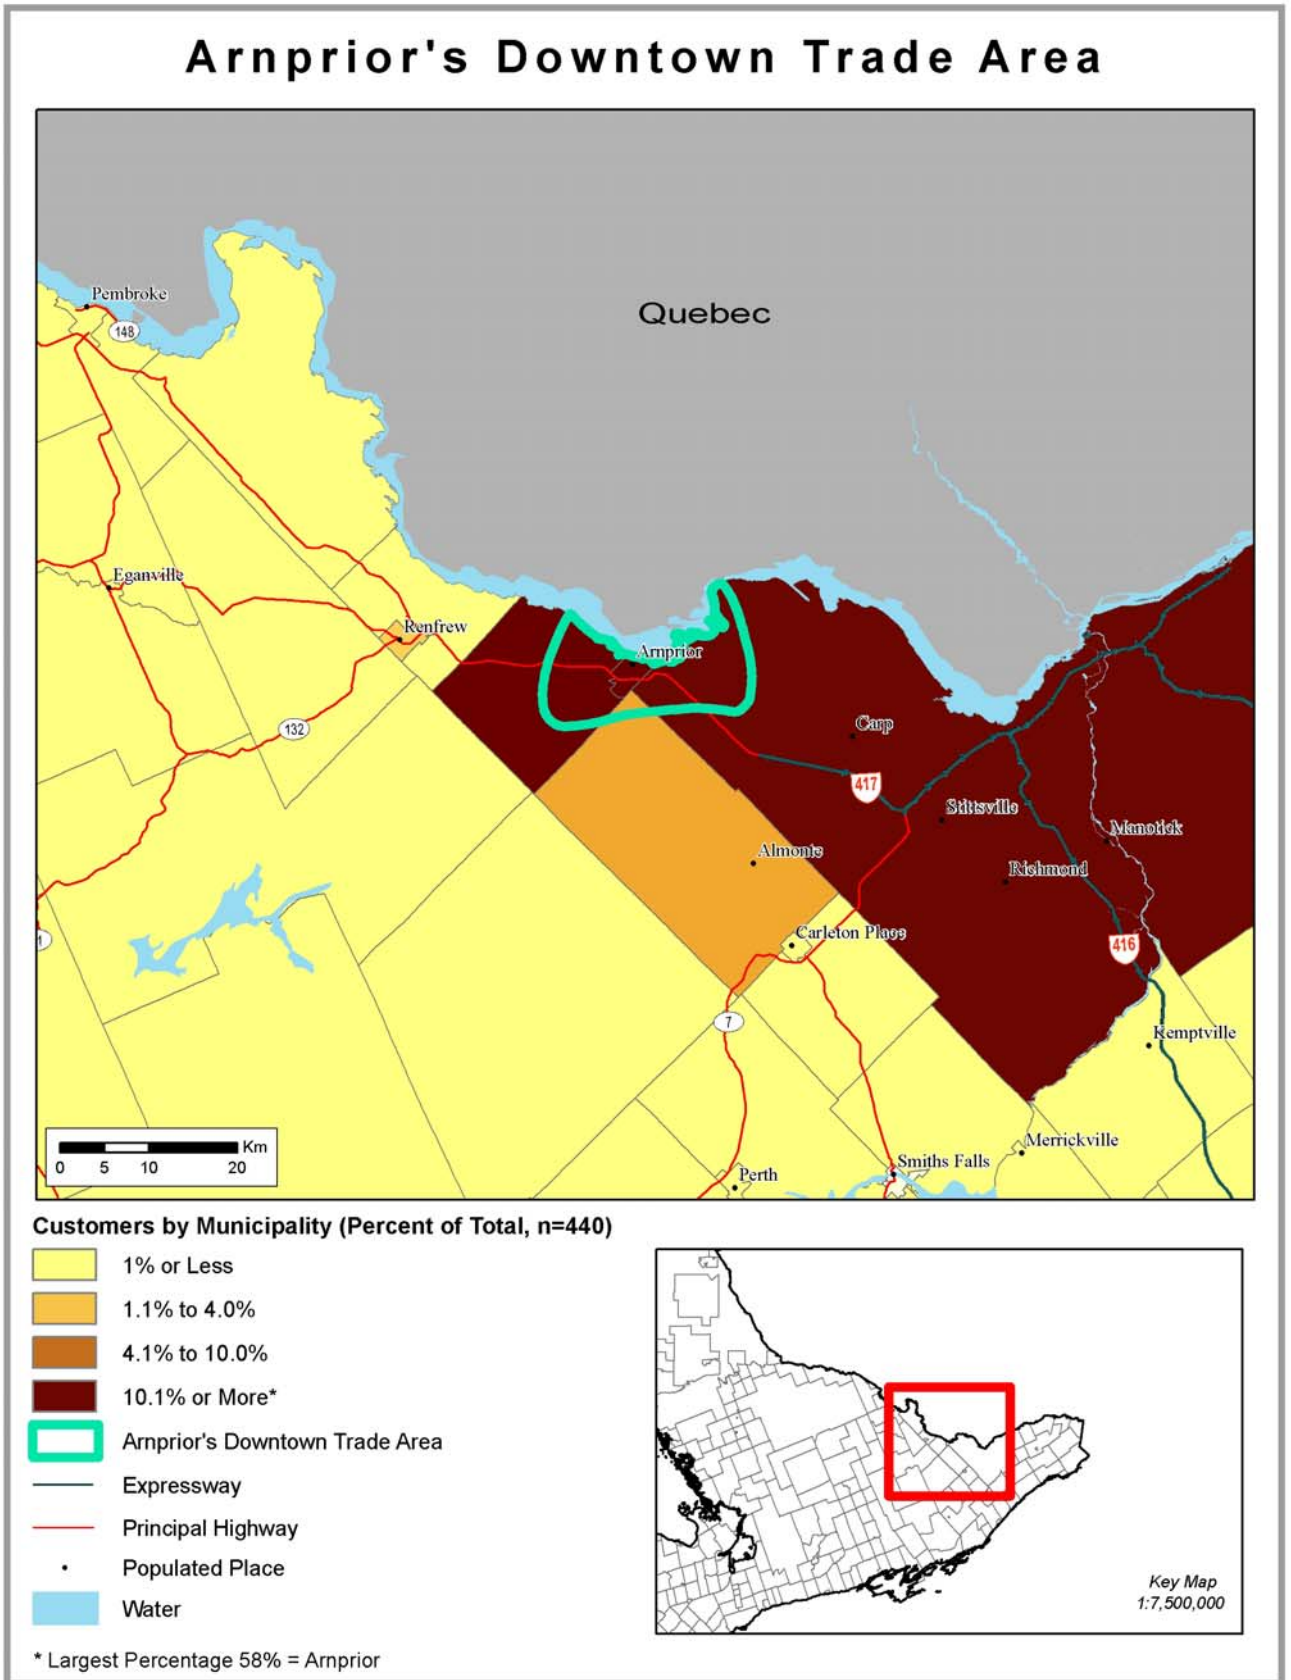 Arnprior's Downtown Trade Area
Quebec
Pembroke
148
Eganville
Renfrew
Arnprior
132
Carp
417
Stittsville
Manotick
Almonte
Richmond
Carleton Place
416
1
7
Kemptville
Merrickville
Smiths Falls
Perth
Km
0 5 10 20
Customers by Municipality (Percent of Total, n=440)
1% or Less
1.1% to 4.0%
4.1% to 10.0%
10.1% or More*
Arnprior's Downtown Trade Area
Expressway
Principal Highway
Populated Place
Water
* Largest Percentage 58% = Arnprior
Key Map
1:7,500,000